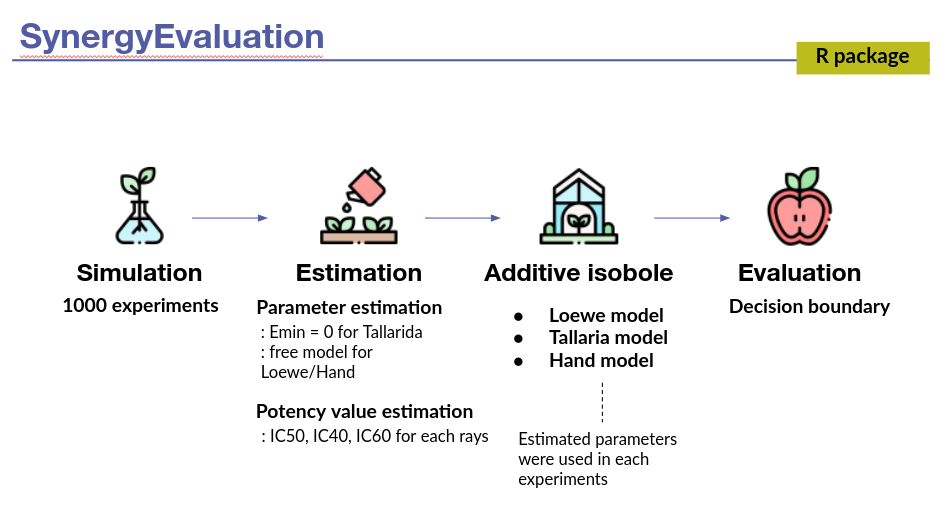 SynergyEvaluation
R package
Simulation
1000 experiments
Estimation
Parameter estimation
: Emin = 0 for Tallarida
: free model for
Loewe/Hand
Potency value estimation
: IC50, IC40, IC60 for each rays
Additive isobole
● Loewe model
● Tallaria model
● Hand model
Estimated parameters
were used in each
experiments
Evaluation
Decision boundary